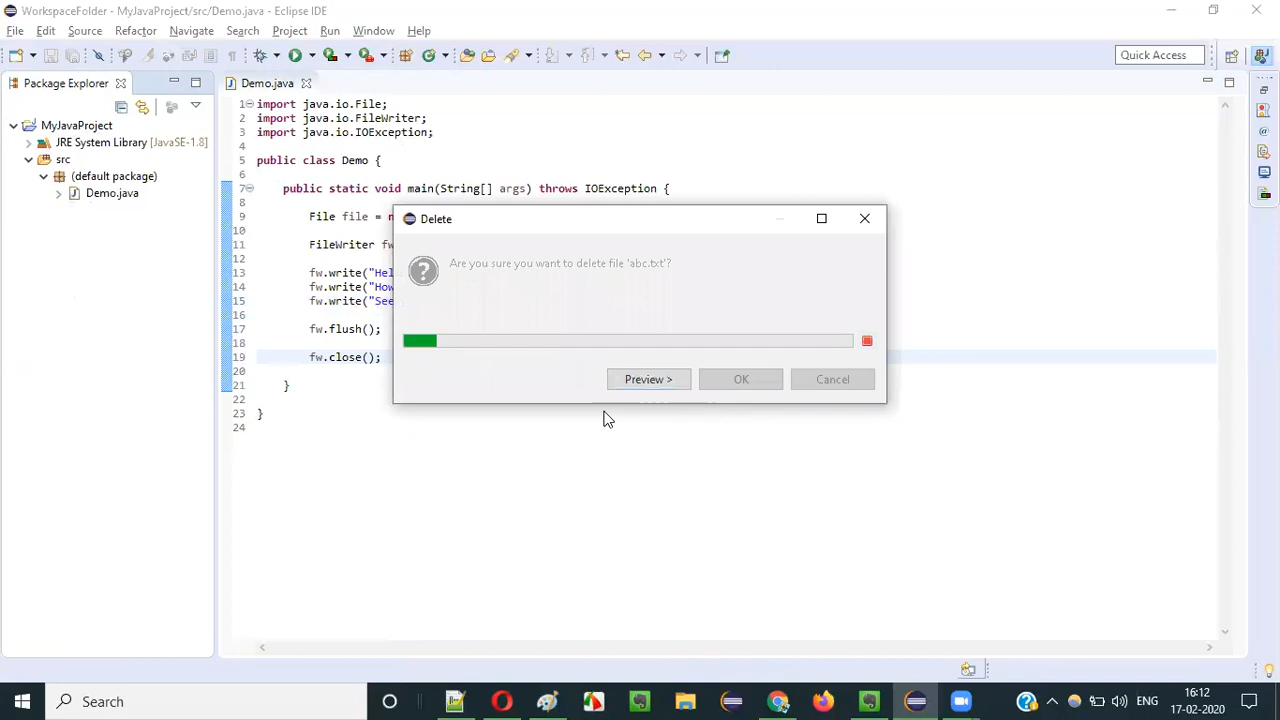 WorkspaceFolder - MyJavaProject/src/Demo.java - Eclipse IDE
File Edit Source Refactor Navigate Search Project Run Window Help
Quick Access
Package Explorer
MyJavaProject
JRE System Library [JavaSE-1.8]
src
(default package)
Demo.java
Demo.java
1 import java.io.File;
2 import java.io.FileWriter;
3 import java.io.IOException;
4
5 public class Demo {
6
7 public static void main(String[] args) throws IOException {
8
9 File file =
10
11 FileWriter fw
12
13 fw.write("Hel
14 fw.write("How
15 fw.write("See
16
17 fw.flush();
18
19 fw.close();
20
21 }
22
23 }
24
Delete
Are you sure you want to delete file 'abc.txt'?
Preview > OK Cancel
Search
ENG
16:12
17-02-2020